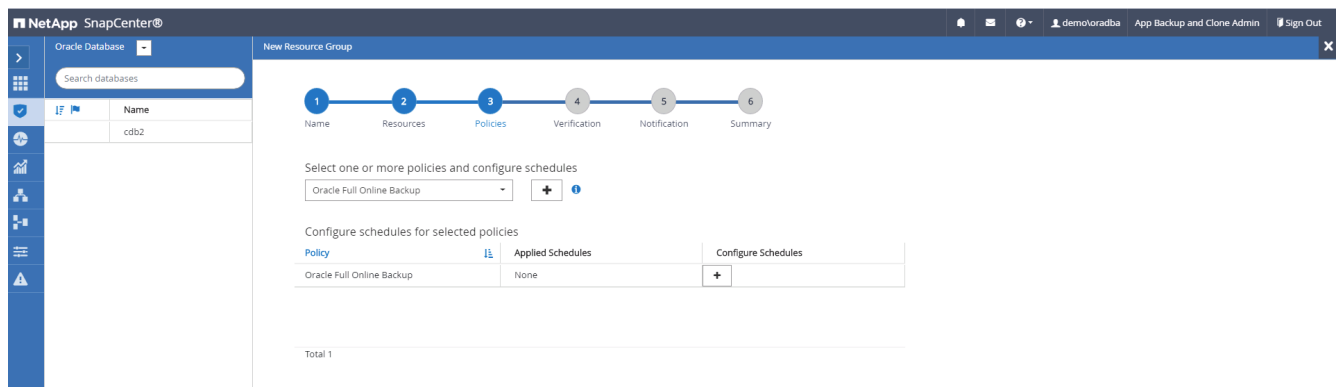 NetApp SnapCenter®
demo\oradba App Backup and Clone Admin Sign Out
Oracle Database
New Resource Group
Search databases
Name
cdb2
1 2 3 4 5 6
Name Resources Policies Verification Notification Summary
Select one or more policies and configure schedules
Oracle Full Online Backup
Configure schedules for selected policies
Policy Applied Schedules Configure Schedules
Oracle Full Online Backup None
Total 1